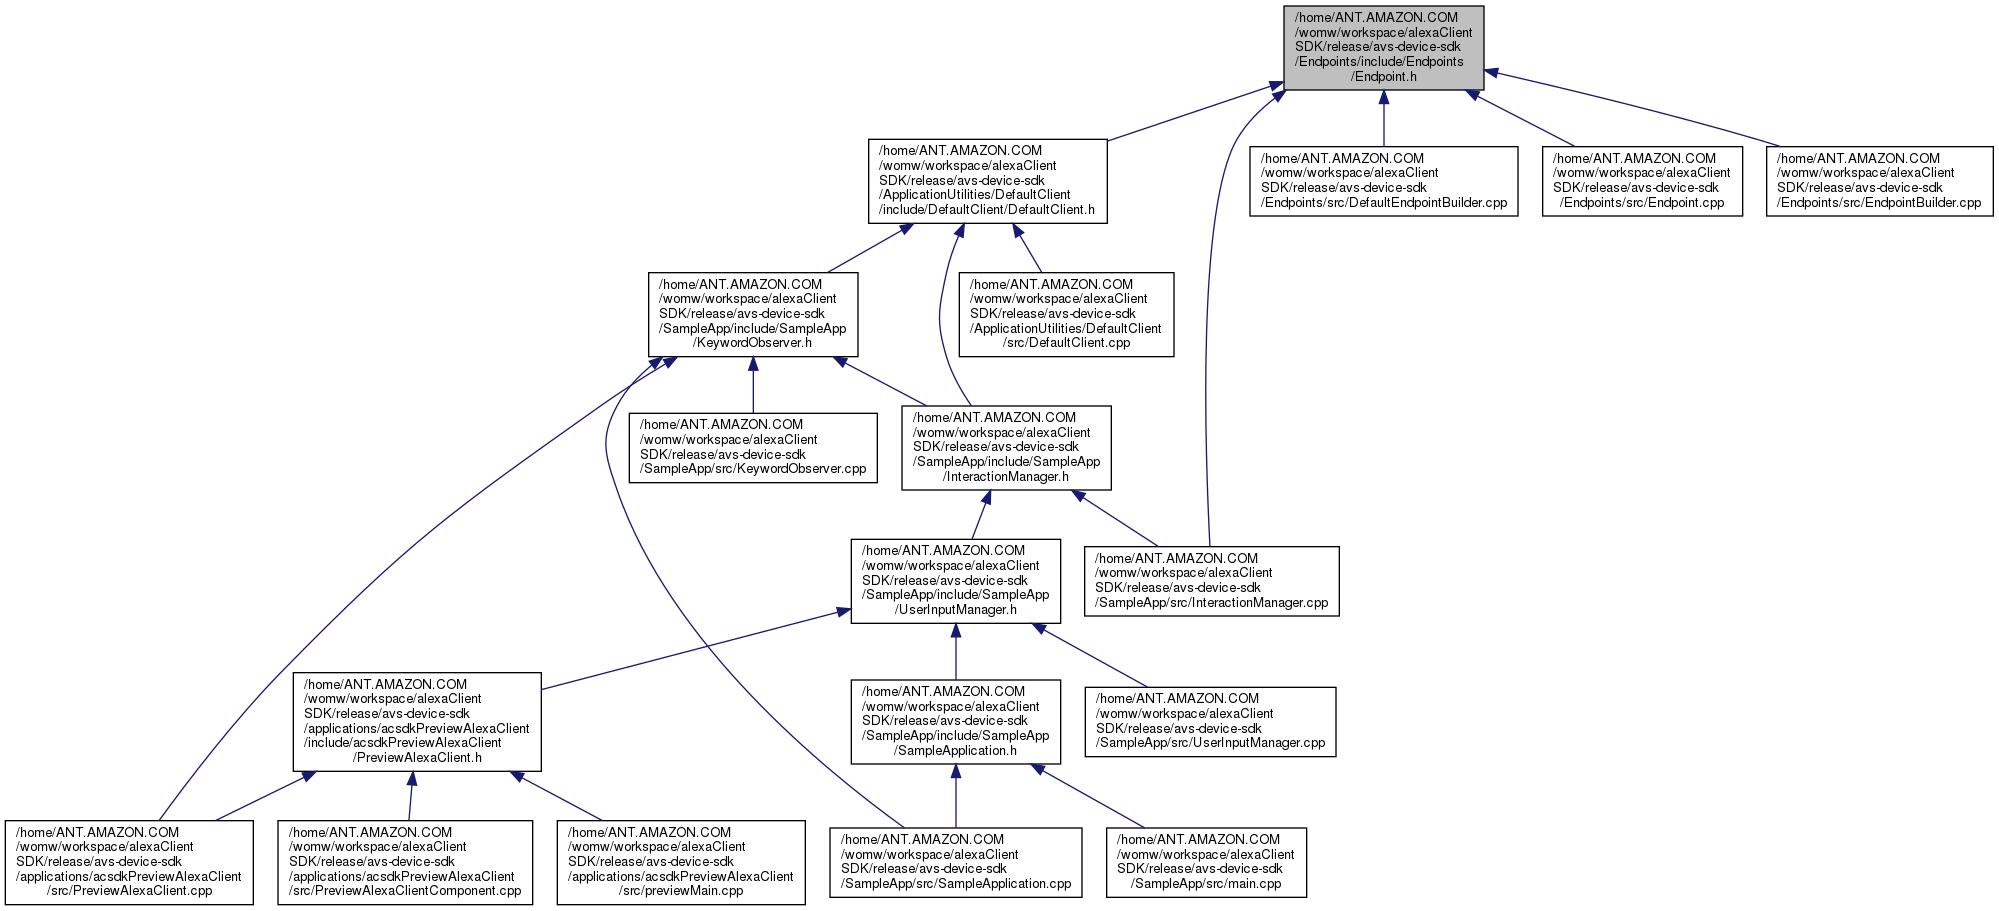 /home/ANT.AMAZON.COM
/womw/workspace/alexaClient
SDK/release/avs-device-sdk
/Endpoints/include/Endpoints
/Endpoint.h
/home/ANT.AMAZON.COM
/womw/workspace/alexaClient
SDK/release/avs-device-sdk
/ApplicationUtilities/DefaultClient
/include/DefaultClient/DefaultClient.h
/home/ANT.AMAZON.COM
/womw/workspace/alexaClient
SDK/release/avs-device-sdk
/Endpoints/src/DefaultEndpointBuilder.cpp
/home/ANT.AMAZON.COM
/womw/workspace/alexaClient
SDK/release/avs-device-sdk
/Endpoints/src/Endpoint.cpp
/home/ANT.AMAZON.COM
/womw/workspace/alexaClient
SDK/release/avs-device-sdk
/Endpoints/src/EndpointBuilder.cpp
/home/ANT.AMAZON.COM
/womw/workspace/alexaClient
SDK/release/avs-device-sdk
/SampleApp/include/SampleApp
/KeywordObserver.h
/home/ANT.AMAZON.COM
/womw/workspace/alexaClient
SDK/release/avs-device-sdk
/ApplicationUtilities/DefaultClient
/src/DefaultClient.cpp
/home/ANT.AMAZON.COM
/womw/workspace/alexaClient
SDK/release/avs-device-sdk
/SampleApp/src/KeywordObserver.cpp
/home/ANT.AMAZON.COM
/womw/workspace/alexaClient
SDK/release/avs-device-sdk
/SampleApp/include/SampleApp
/InteractionManager.h
/home/ANT.AMAZON.COM
/womw/workspace/alexaClient
SDK/release/avs-device-sdk
/SampleApp/include/SampleApp
/UserInputManager.h
/home/ANT.AMAZON.COM
/womw/workspace/alexaClient
SDK/release/avs-device-sdk
/SampleApp/src/InteractionManager.cpp
/home/ANT.AMAZON.COM
/womw/workspace/alexaClient
SDK/release/avs-device-sdk
/applications/acsdkPreviewAlexaClient
/include/acsdkPreviewAlexaClient
/PreviewAlexaClient.h
/home/ANT.AMAZON.COM
/womw/workspace/alexaClient
SDK/release/avs-device-sdk
/SampleApp/include/SampleApp
/SampleApplication.h
/home/ANT.AMAZON.COM
/womw/workspace/alexaClient
SDK/release/avs-device-sdk
/SampleApp/src/UserInputManager.cpp
/home/ANT.AMAZON.COM
/womw/workspace/alexaClient
SDK/release/avs-device-sdk
/applications/acsdkPreviewAlexaClient
/src/PreviewAlexaClient.cpp
/home/ANT.AMAZON.COM
/womw/workspace/alexaClient
SDK/release/avs-device-sdk
/applications/acsdkPreviewAlexaClient
/src/PreviewAlexaClientComponent.cpp
/home/ANT.AMAZON.COM
/womw/workspace/alexaClient
SDK/release/avs-device-sdk
/applications/acsdkPreviewAlexaClient
/src/previewMain.cpp
/home/ANT.AMAZON.COM
/womw/workspace/alexaClient
SDK/release/avs-device-sdk
/SampleApp/src/SampleApplication.cpp
/home/ANT.AMAZON.COM
/womw/workspace/alexaClient
SDK/release/avs-device-sdk
/SampleApp/src/main.cpp